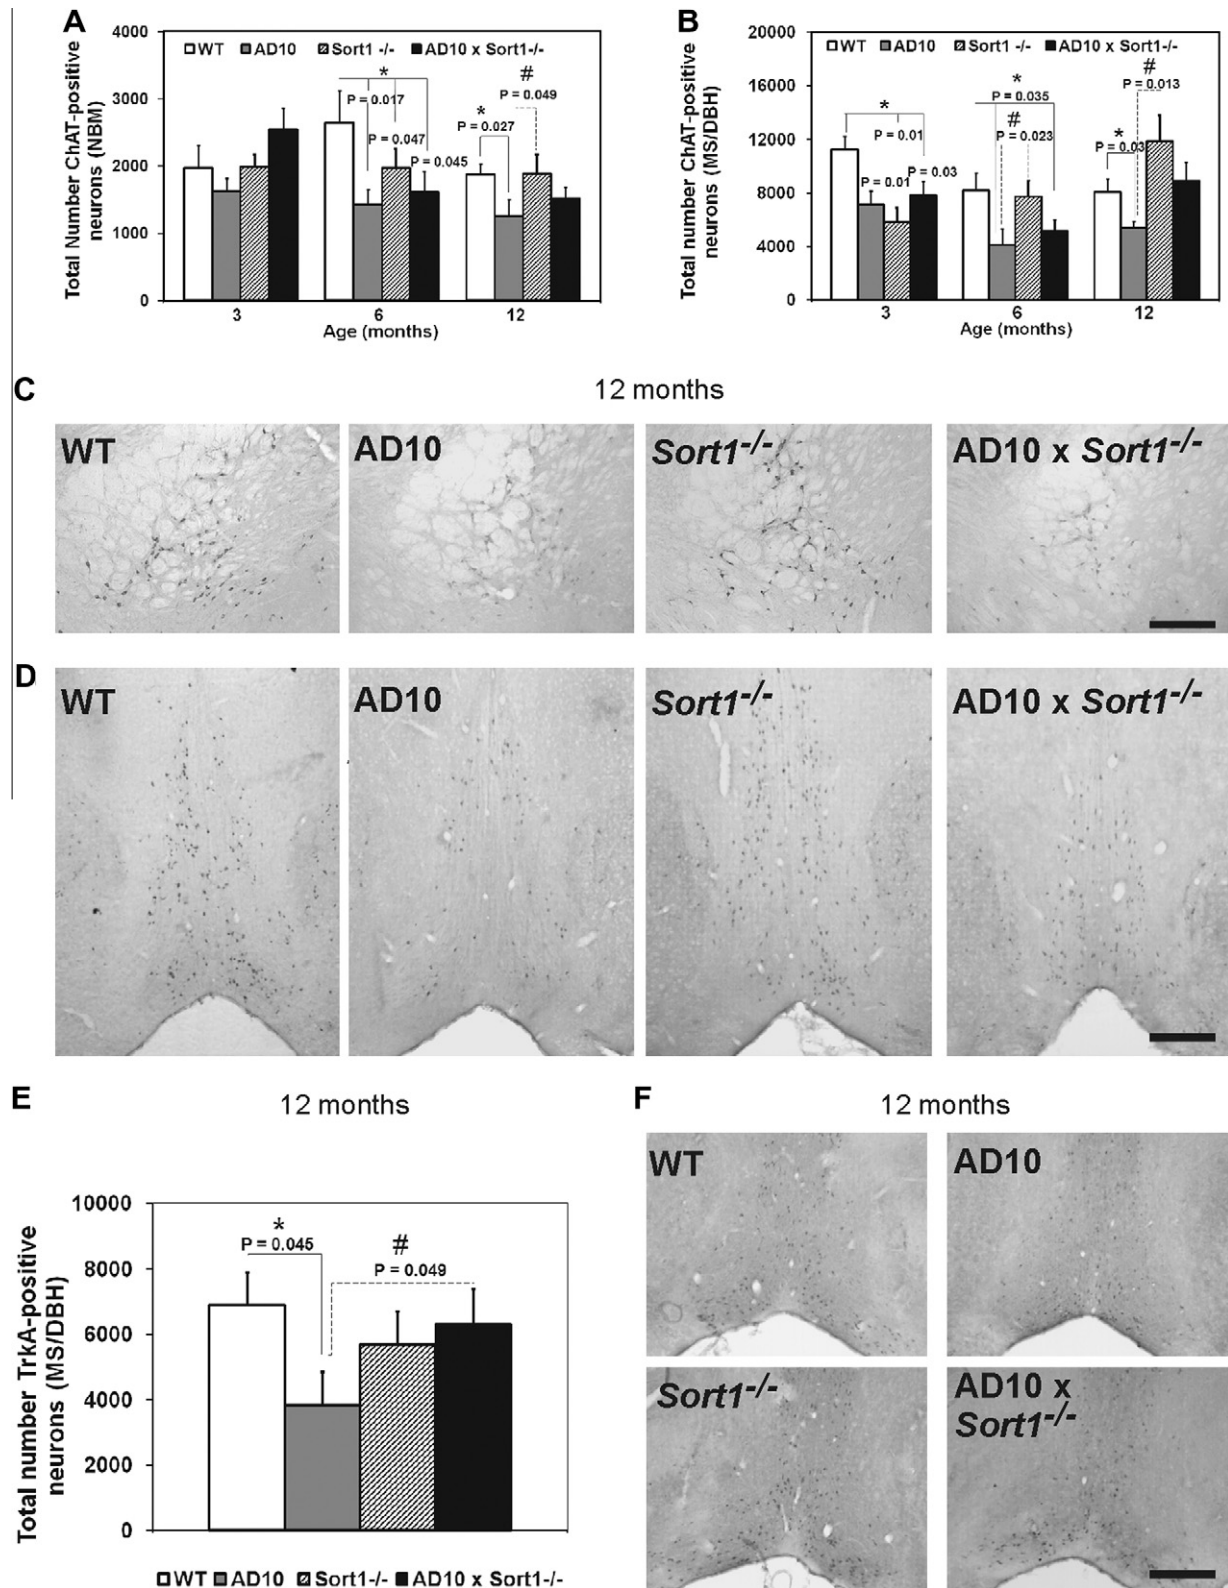 A
Total Number ChAT-positive
neurons (NBM)
4000
3000
2000
1000
0
WT AD10 Sort1 -/- AD10 x Sort1-/-
*
P = 0.017
P = 0.047
P = 0.045
*
P = 0.027
#
P = 0.049
3 6 12
Age (months)
B
Total number ChAT-positive
neurons (MS/DBH)
20000
16000
12000
8000
4000
0
WT AD10 Sort1 -/- AD10 x Sort1-/-
*
P = 0.01
P = 0.01
P = 0.03
*
P = 0.035
#
P = 0.023
#
P = 0.013
*
P = 0.03
3 6 12
Age (months)
C
12 months
WT
AD10
Sort1-/-
AD10 x Sort1-/-
D
WT
AD10
Sort1-/-
AD10 x Sort1-/-
E
12 months
Total number TrkA-positive
neurons (MS/DBH)
10000
8000
6000
4000
2000
0
*
P = 0.045
#
P = 0.049
WT AD10 Sort1-/- AD10 x Sort1-/-
F
12 months
WT
AD10
Sort1-/-
AD10 x
Sort1-/-